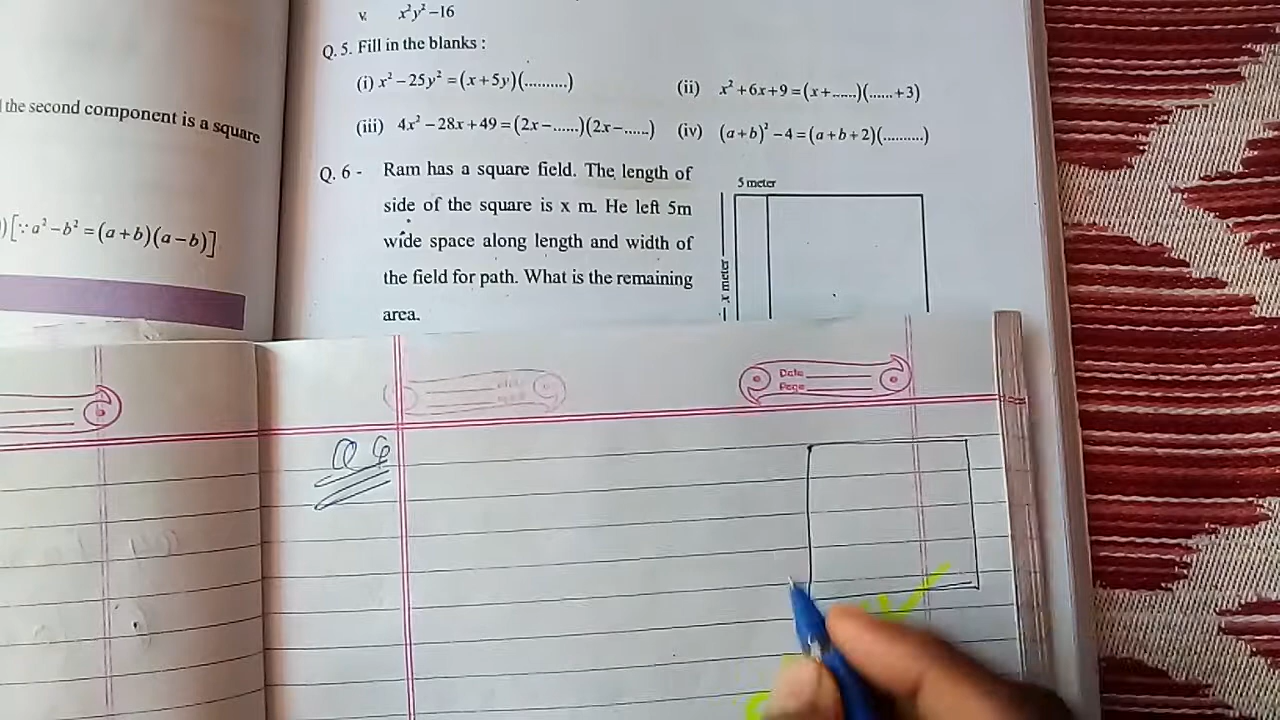 v. x²y²−16
Q. 5. Fill in the blanks :
(i) x² − 25y² = (x + 5y)(..........)
(ii) x² + 6x + 9 = (x + ......)(...... + 3)
(iii) 4x² − 28x + 49 = (2x − ......)(2x − ......)
(iv) (a + b)² − 4 = (a + b + 2)(..........)
the second component is a square
)[∵ a² − b² = (a + b)(a − b)]
Q. 6 - Ram has a square field. The length of
side of the square is x m. He left 5m
wide space along length and width of
the field for path. What is the remaining
area.
5 meter
x meter
Date
Page
Q 6